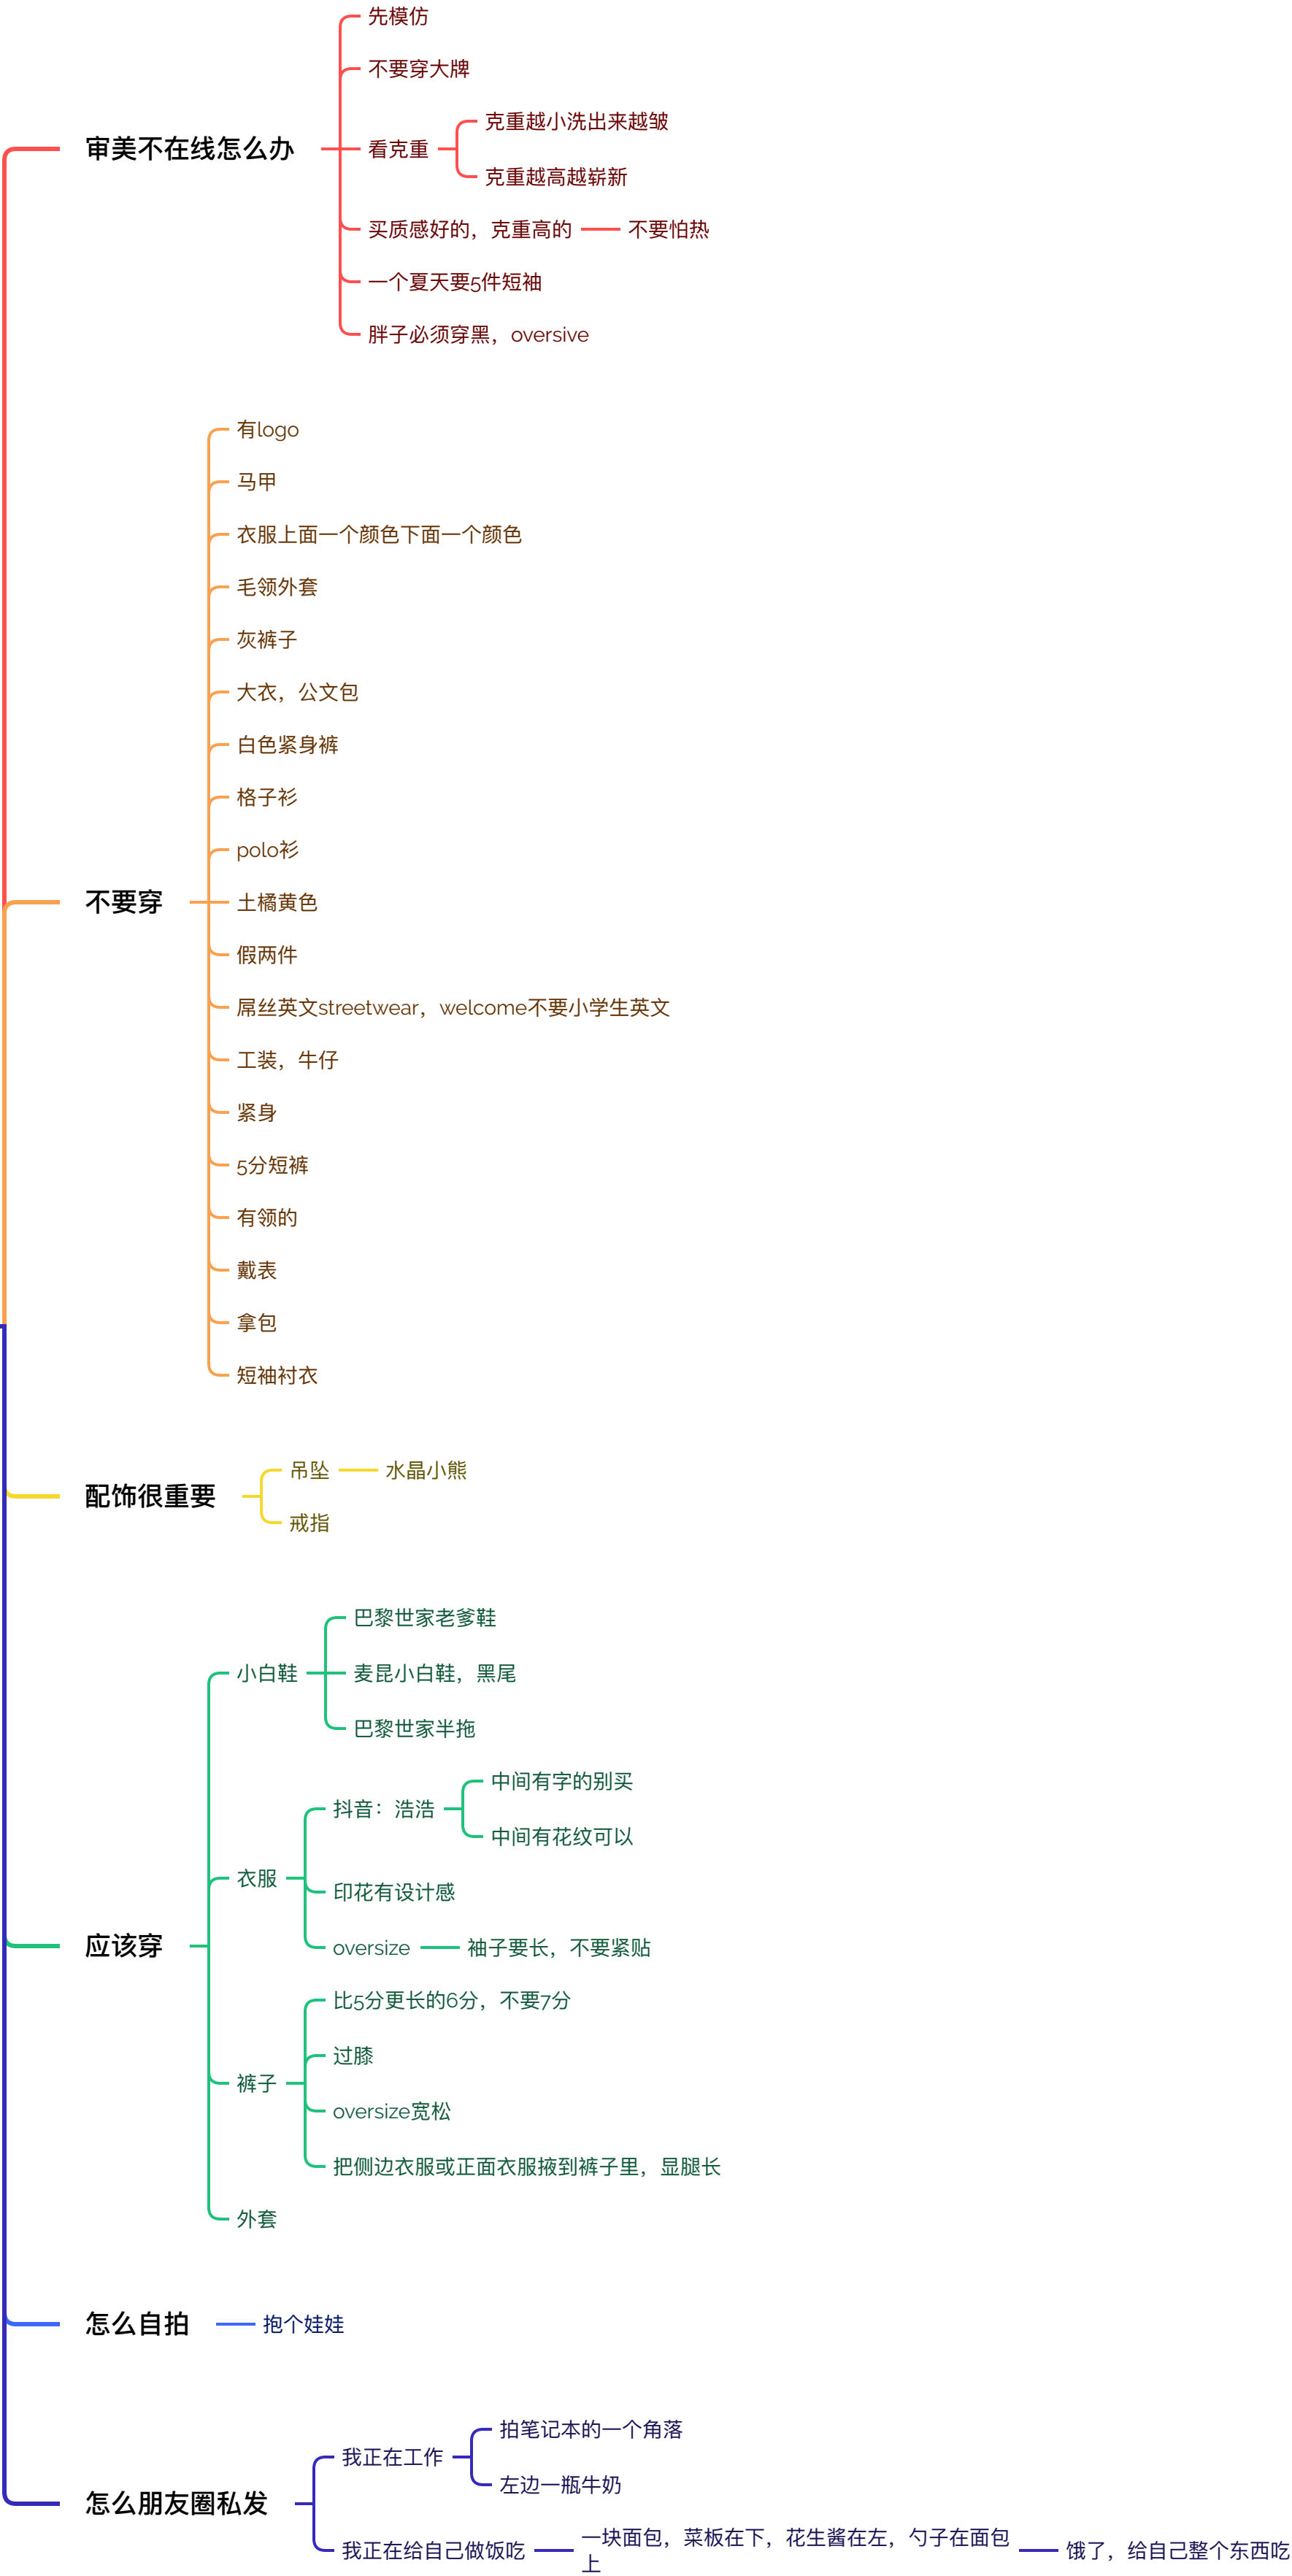 审美不在线怎么办
先模仿
不要穿大牌
看克重
克重越小洗出来越皱
克重越高越崭新
买质感好的，克重高的
不要怕热
一个夏天要5件短袖
胖子必须穿黑，oversive
不要穿
有logo
马甲
衣服上面一个颜色下面一个颜色
毛领外套
灰裤子
大衣，公文包
白色紧身裤
格子衫
polo衫
土橘黄色
假两件
屌丝英文streetwear，welcome不要小学生英文
工装，牛仔
紧身
5分短裤
有领的
戴表
拿包
短袖衬衣
配饰很重要
吊坠
水晶小熊
戒指
应该穿
小白鞋
巴黎世家老爹鞋
麦昆小白鞋，黑尾
巴黎世家半拖
衣服
抖音：浩浩
中间有字的别买
中间有花纹可以
印花有设计感
oversize
袖子要长，不要紧贴
裤子
比5分更长的6分，不要7分
过膝
oversize宽松
把侧边衣服或正面衣服掖到裤子里，显腿长
外套
怎么自拍
抱个娃娃
怎么朋友圈私发
我正在工作
拍笔记本的一个角落
左边一瓶牛奶
我正在给自己做饭吃
一块面包，菜板在下，花生酱在左，勺子在面包
上
饿了，给自己整个东西吃